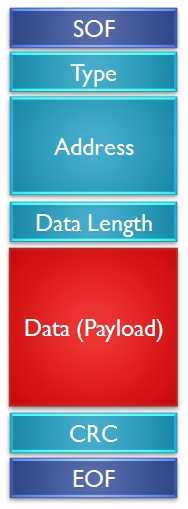 SOF
Type
Address
Data Length
Data (Payload)
CRC
EOF